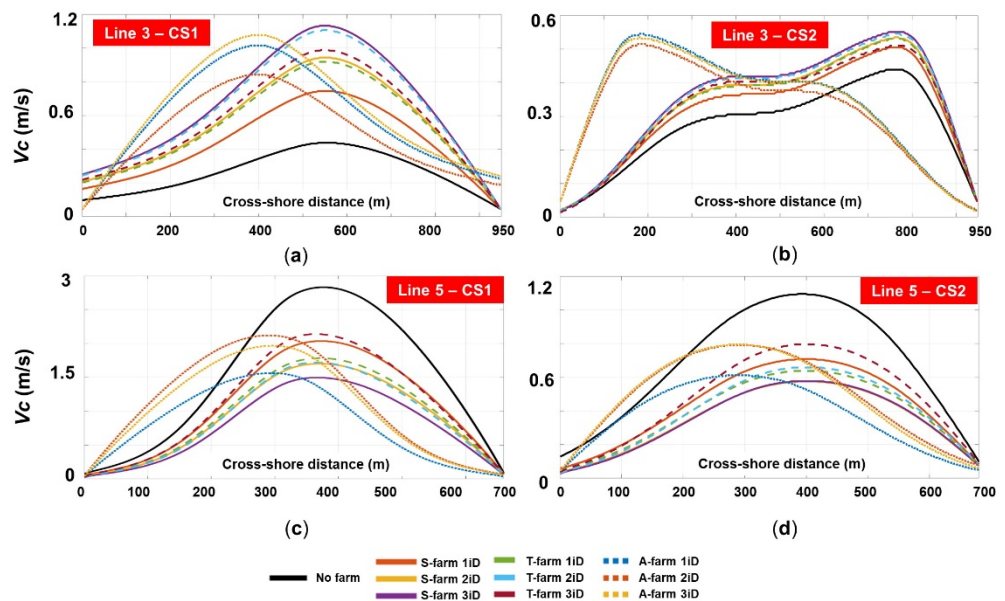 1.2
0.6
0
Vc (m/s)
Line 3 – CS1
Cross-shore distance (m)
0 200 400 600 800 950
(a)
0.6
0.3
0
Line 3 – CS2
Cross-shore distance (m)
0 200 400 600 800 950
(b)
3
1.5
0
Vc (m/s)
Line 5 – CS1
Cross-shore distance (m)
0 100 200 300 400 500 600 700
(c)
1.2
0.6
0
Line 5 – CS2
Cross-shore distance (m)
0 100 200 300 400 500 600 700
(d)
No farm
S-farm 1iD T-farm 1iD A-farm 1iD
S-farm 2iD T-farm 2iD A-farm 2iD
S-farm 3iD T-farm 3iD A-farm 3iD